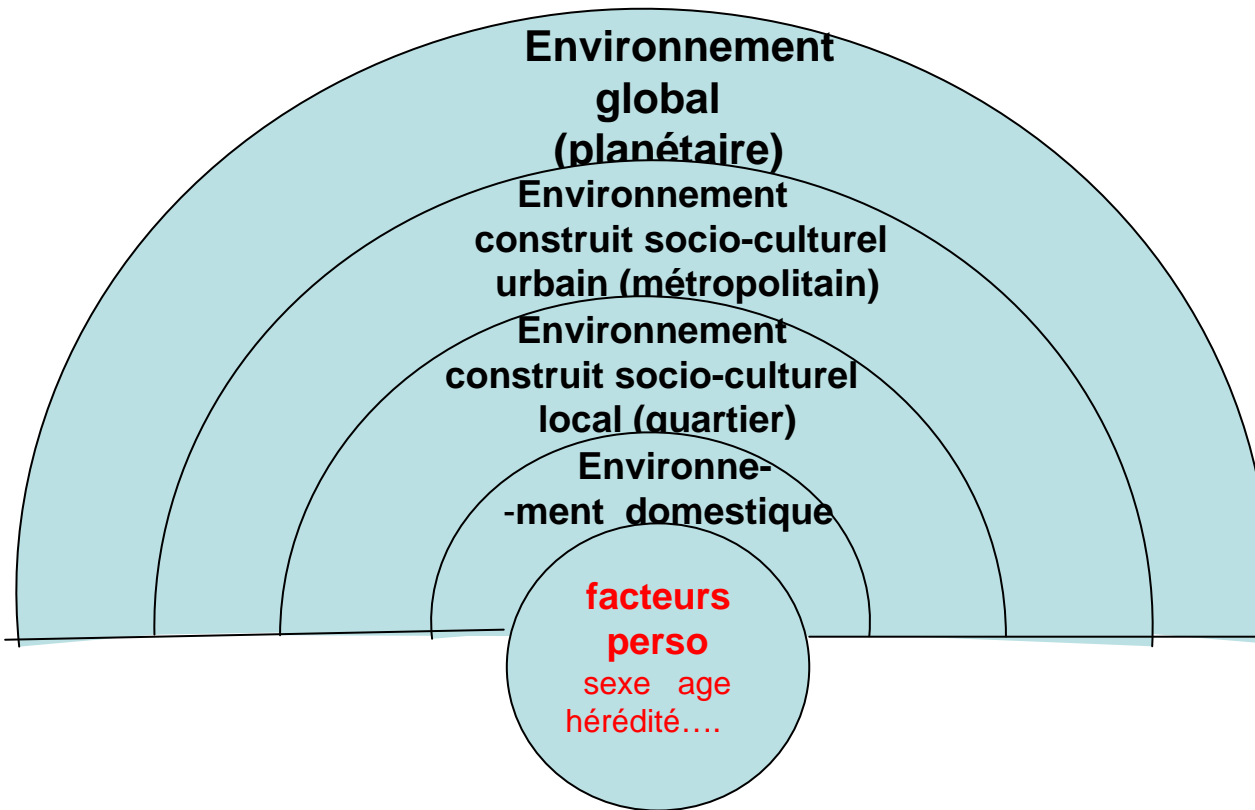 Environnement
global
(planétaire)
Environnement
construit socio-culturel
urbain (métropolitain)
Environnement
construit socio-culturel
local (quartier)
Environne-
-ment domestique
facteurs
perso
sexe age
hérédité….